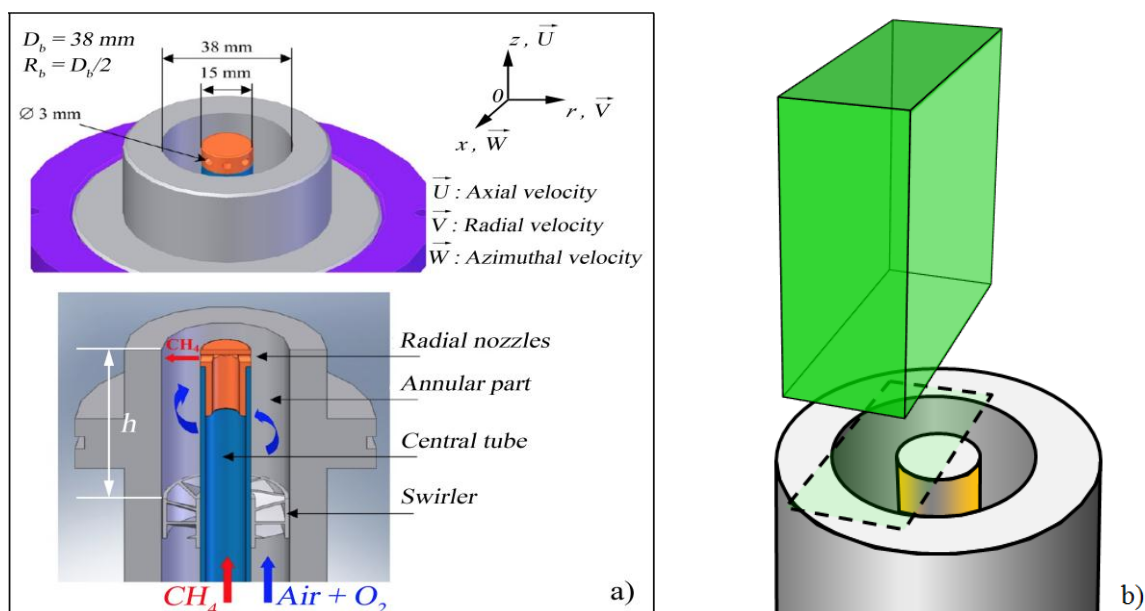 D_b = 38 mm
R_b = D_b/2
38 mm
15 mm
Ø 3 mm
z , U⃗
0
r , V⃗
x , W⃗
U⃗ : Axial velocity
V⃗ : Radial velocity
W⃗ : Azimuthal velocity
CH₄
h
Radial nozzles
Annular part
Central tube
Swirler
CH₄ Air + O₂
a)
b)